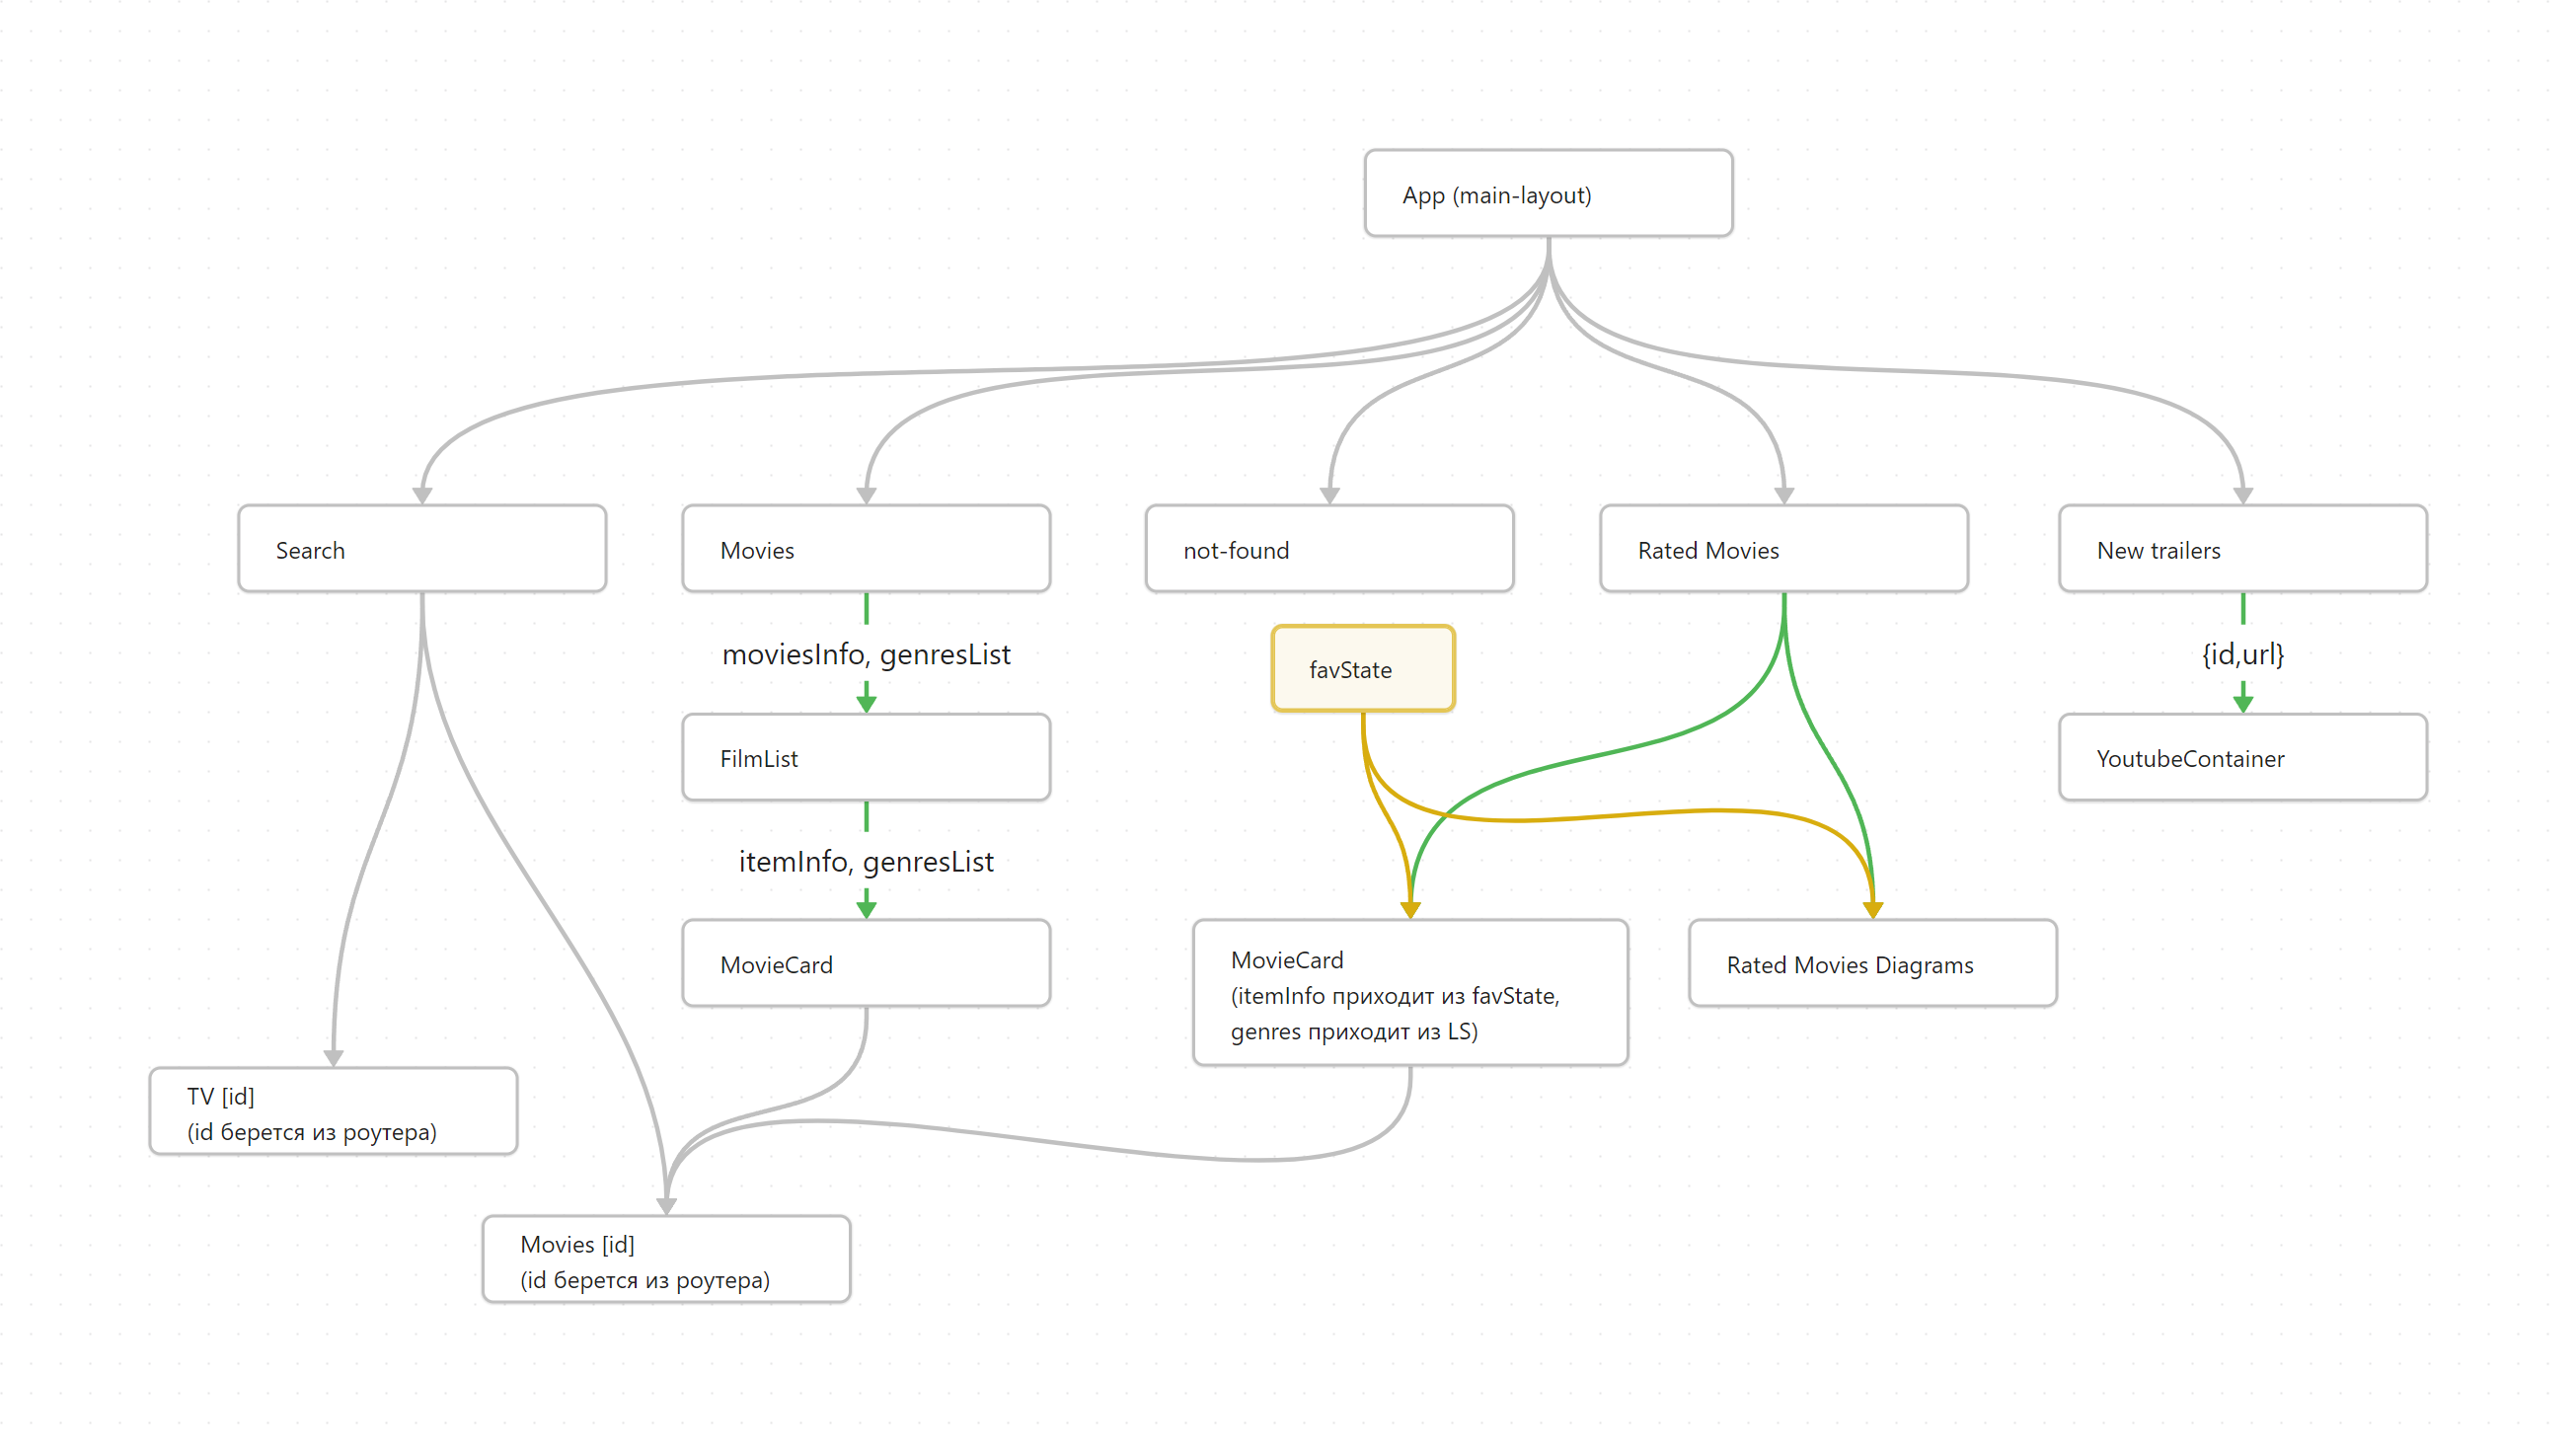 App (main-layout)
Search
Movies
not-found
Rated Movies
New trailers
moviesInfo, genresList
favState
{id,url}
FilmList
YoutubeContainer
itemInfo, genresList
MovieCard
MovieCard
(itemInfo приходит из favState,
genres приходит из LS)
Rated Movies Diagrams
TV [id]
(id берется из роутера)
Movies [id]
(id берется из роутера)